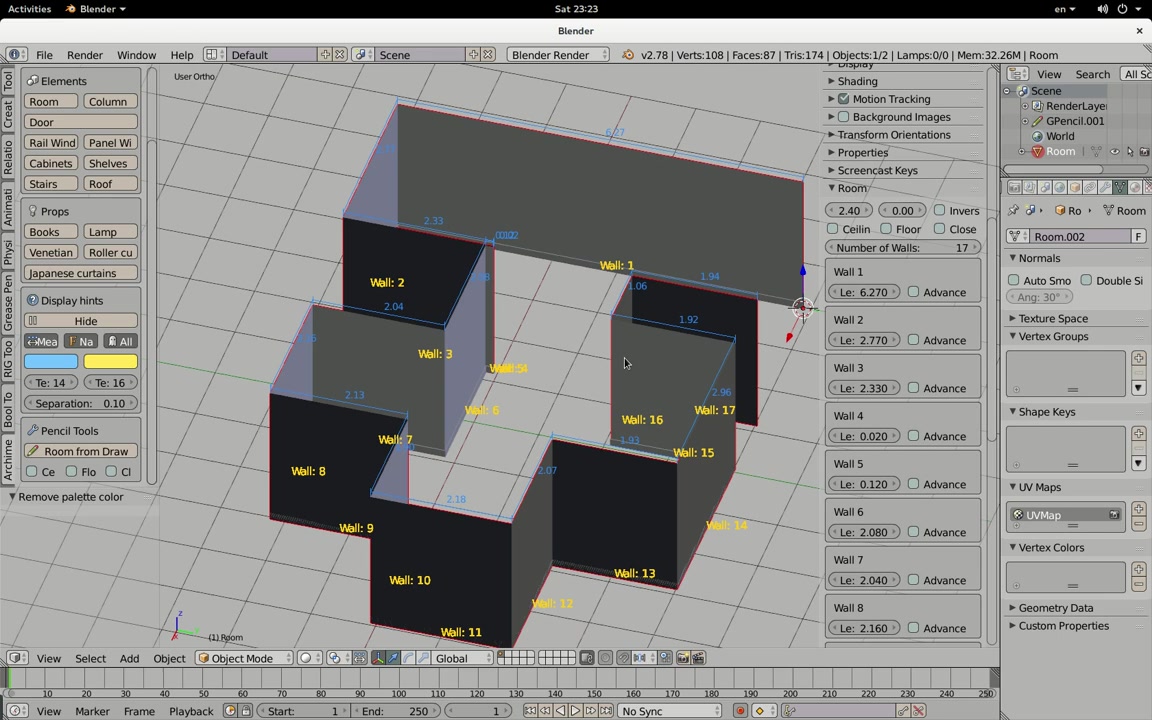 Activities Blender Sat 23:23 en
Blender
File Render Window Help Default Scene Blender Render v2.78 | Verts:108 | Faces:87 | Tris:174 | Objects:1/2 | Lamps:0/0 | Mem:32.26M | Room
Tool
Creat
Relatio
Animati
Physi
Grease Pen
RIG Too
Bool To
Archime
Elements
Room Column
Door
Rail Wind Panel Wi
Cabinets Shelves
Stairs Roof
Props
Books Lamp
Venetian Roller cu
Japanese curtains
Display hints
Hide
Mea Na All
Te: 14 Te: 16
Separation: 0.10
Pencil Tools
Room from Draw
Ce Flo Cl
Remove palette color
User Ortho
6.27
2.33
2.04
1.94
1.06
1.92
2.13
2.96
1.93
2.07
2.18
Wall: 1
Wall: 2
Wall: 3
Wall: 6
Wall: 7
Wall: 8
Wall: 9
Wall: 10
Wall: 11
Wall: 12
Wall: 13
Wall: 14
Wall: 15
Wall: 16
Wall: 17
z
(1) Room
Display
Shading
Motion Tracking
Background Images
Transform Orientations
Properties
Screencast Keys
Room
2.40 0.00 Invers
Ceilin Floor Close
Number of Walls: 17
Wall 1
Le: 6.270 Advance
Wall 2
Le: 2.770 Advance
Wall 3
Le: 2.330 Advance
Wall 4
Le: 0.020 Advance
Wall 5
Le: 0.120 Advance
Wall 6
Le: 2.080 Advance
Wall 7
Le: 2.040 Advance
Wall 8
Le: 2.160 Advance
View Search All Sc
Scene
RenderLaye
GPencil.001
World
Room
Ro Room
Room.002 F
Normals
Auto Smo Double Si
Ang: 30°
Texture Space
Vertex Groups
Shape Keys
UV Maps
UVMap
Vertex Colors
Geometry Data
Custom Properties
View Select Add Object Object Mode Global
0 10 20 30 40 50 60 70 80 90 100 110 120 130 140 150 160 170 180 190 200 210 220 230 240 250
View Marker Frame Playback Start: 1 End: 250 1 No Sync